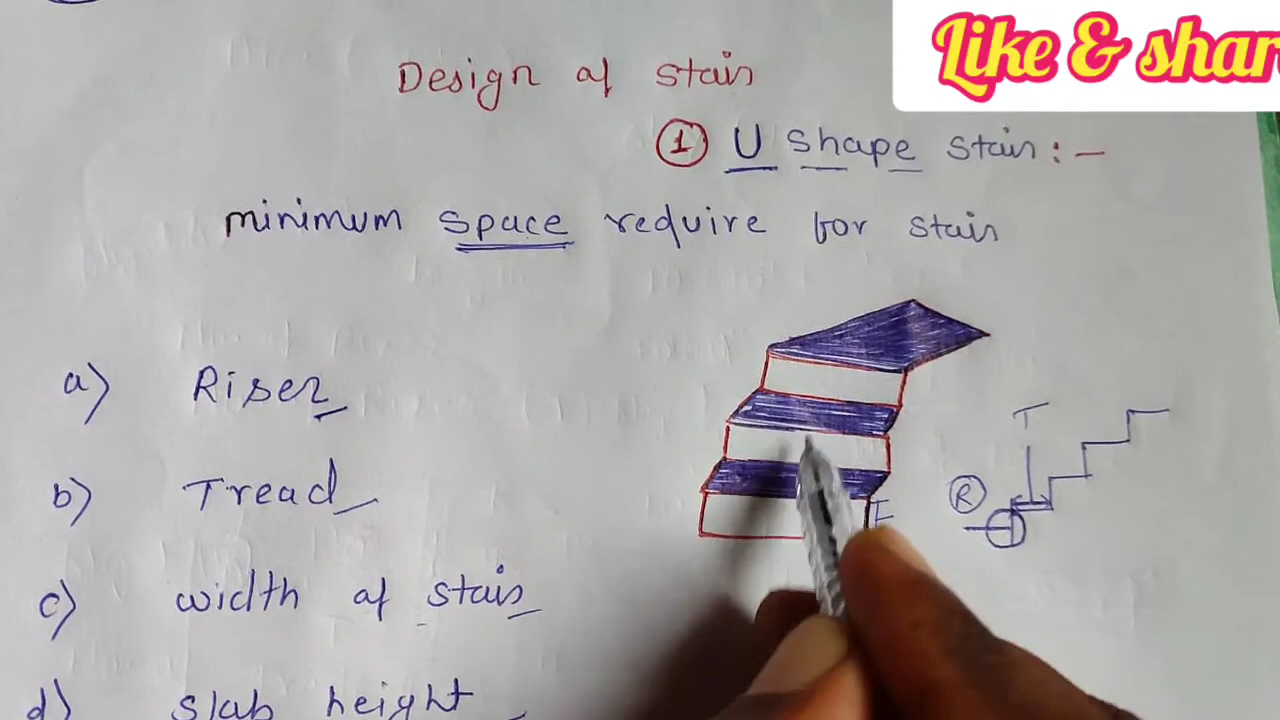 Like & shar
Design of stair
① U shape stair : -
minimum space require for stair
a) Riser
b) Tread
c) width of stair
d) slab height
T
R